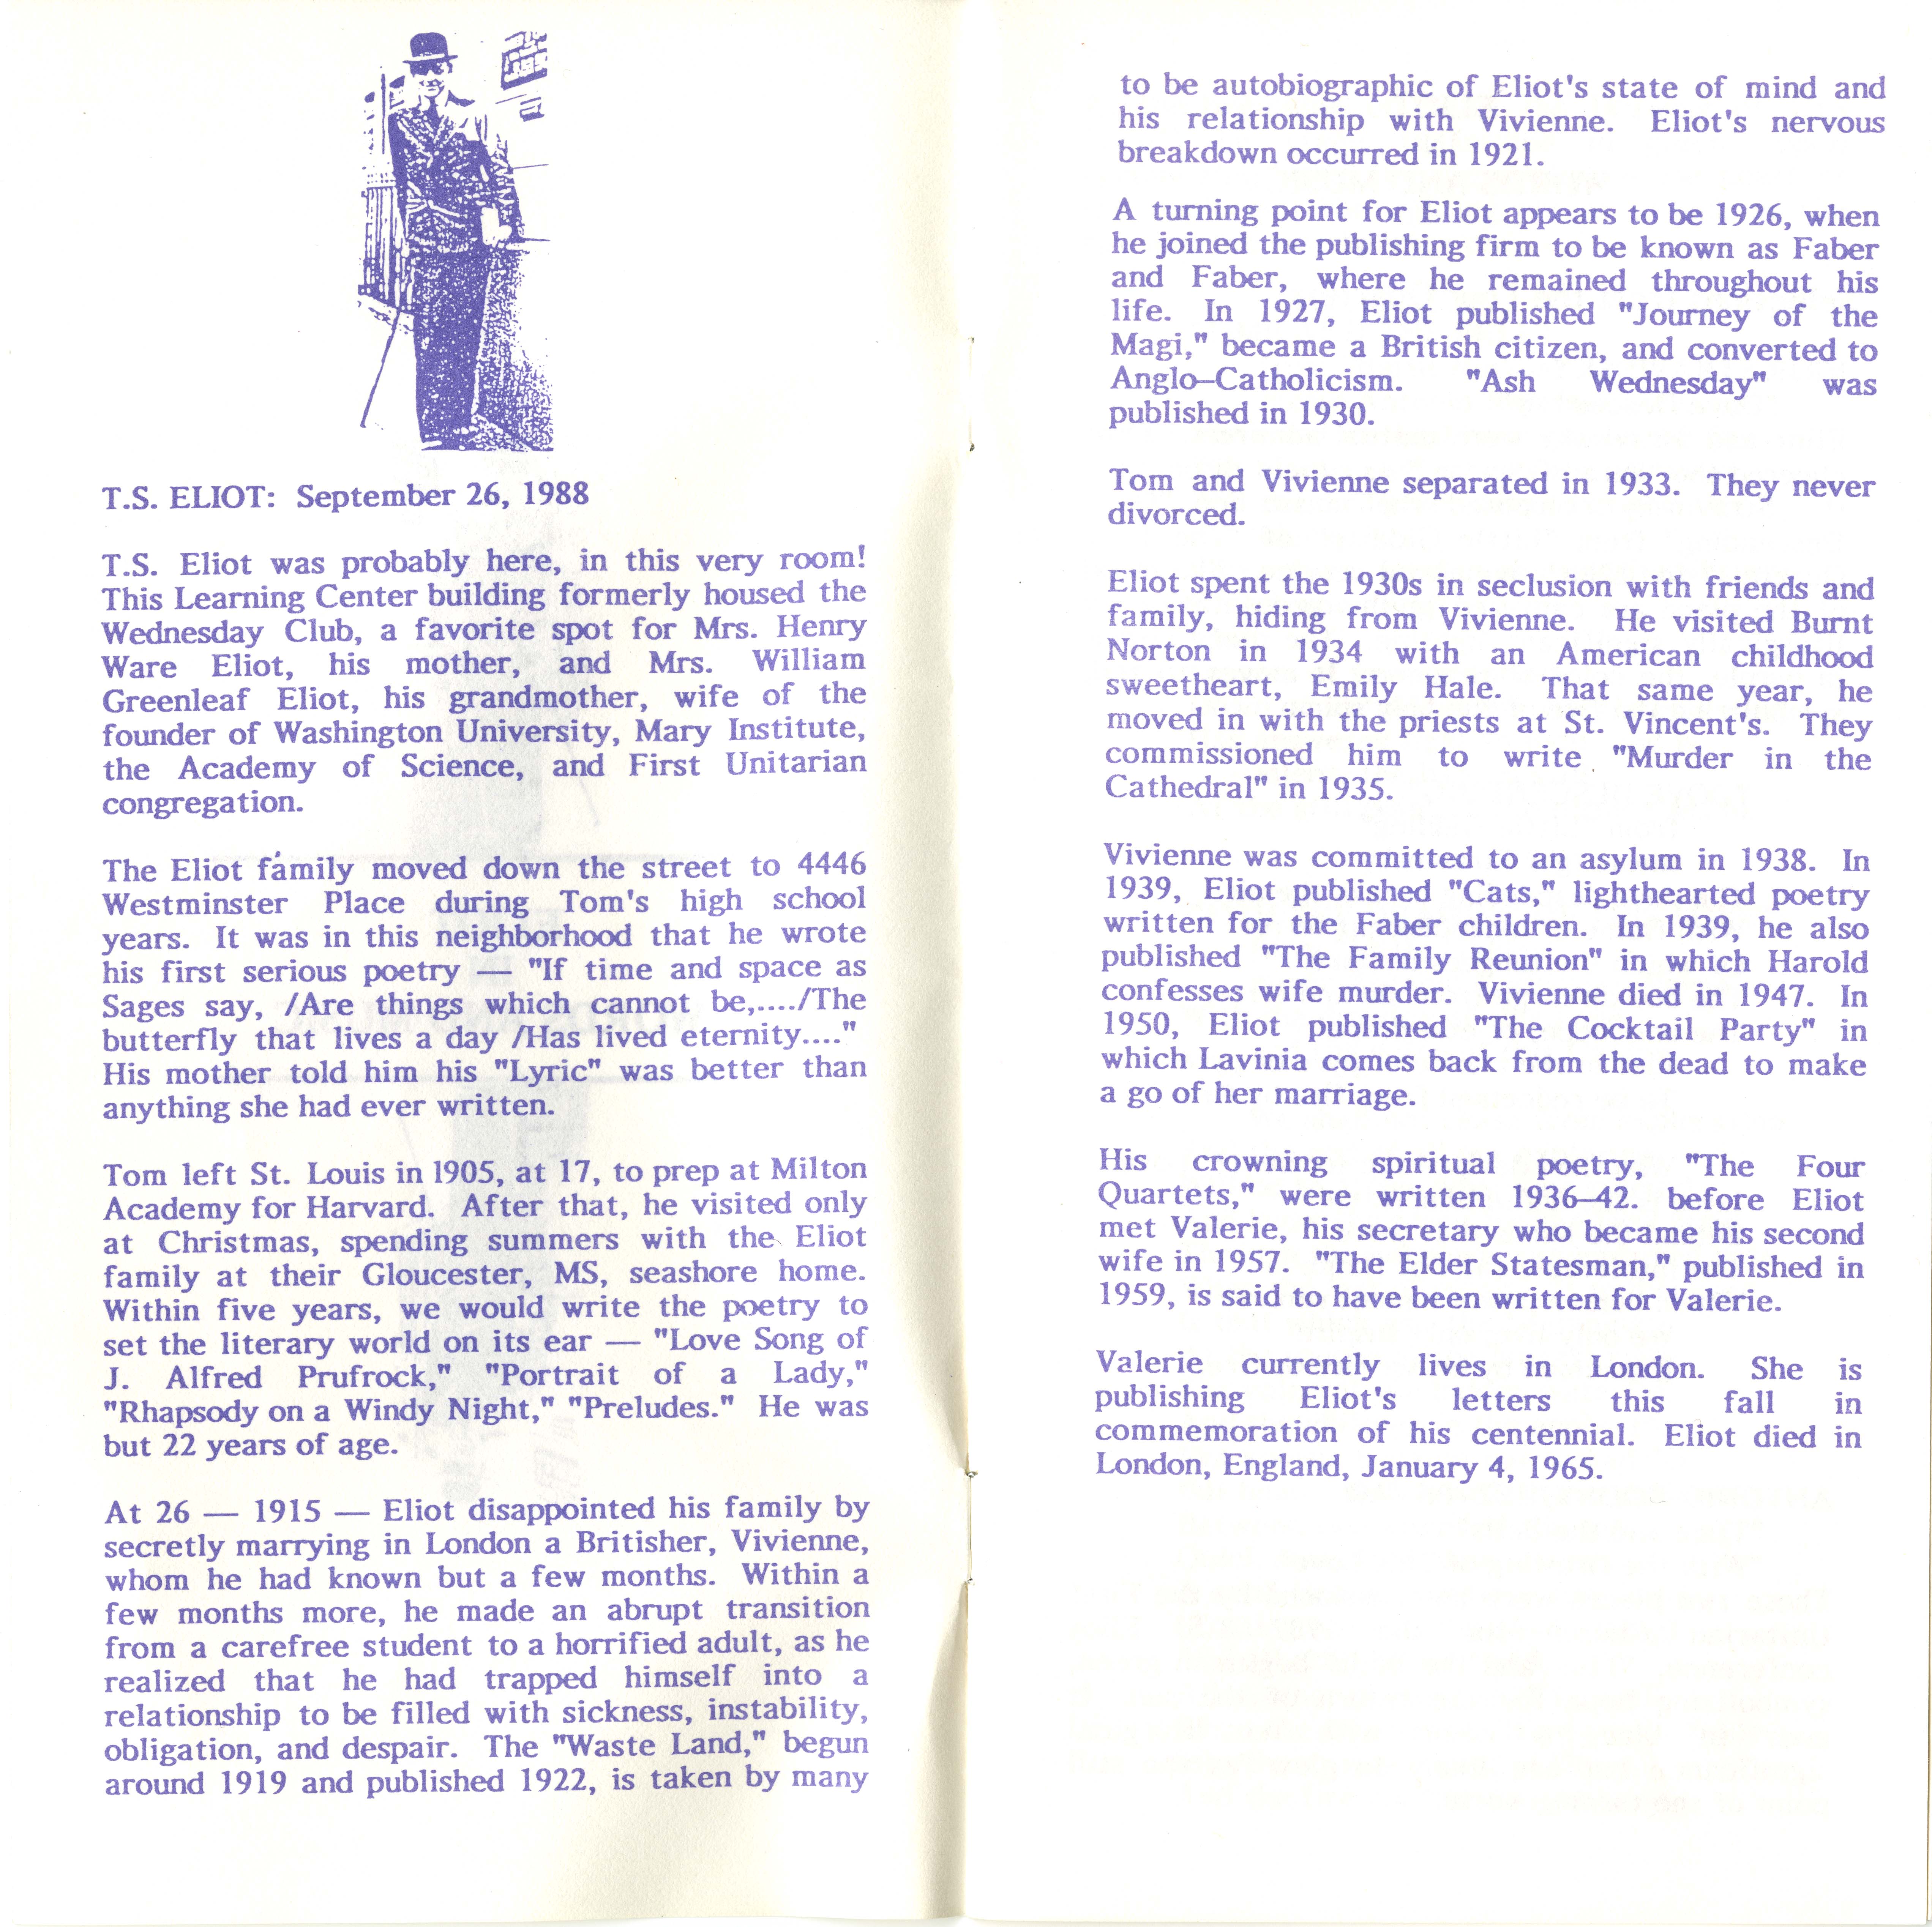 T.S. ELIOT: September 26, 1988
T.S. Eliot was probably here, in this very room!
This Learning Center building formerly housed the
Wednesday Club, a favorite spot for Mrs. Henry
Ware Eliot, his mother, and Mrs. William
Greenleaf Eliot, his grandmother, wife of the
founder of Washington University, Mary Institute,
the Academy of Science, and First Unitarian
congregation.
The Eliot family moved down the street to 4446
Westminster Place during Tom's high school
years. It was in this neighborhood that he wrote
his first serious poetry — "If time and space as
Sages say, /Are things which cannot be,..../The
butterfly that lives a day /Has lived eternity...."
His mother told him his "Lyric" was better than
anything she had ever written.
Tom left St. Louis in 1905, at 17, to prep at Milton
Academy for Harvard. After that, he visited only
at Christmas, spending summers with the Eliot
family at their Gloucester, MS, seashore home.
Within five years, we would write the poetry to
set the literary world on its ear — "Love Song of
J. Alfred Prufrock," "Portrait of a Lady,"
"Rhapsody on a Windy Night," "Preludes." He was
but 22 years of age.
At 26 — 1915 — Eliot disappointed his family by
secretly marrying in London a Britisher, Vivienne,
whom he had known but a few months. Within a
few months more, he made an abrupt transition
from a carefree student to a horrified adult, as he
realized that he had trapped himself into a
relationship to be filled with sickness, instability,
obligation, and despair. The "Waste Land," begun
around 1919 and published 1922, is taken by many
to be autobiographic of Eliot's state of mind and
his relationship with Vivienne. Eliot's nervous
breakdown occurred in 1921.
A turning point for Eliot appears to be 1926, when
he joined the publishing firm to be known as Faber
and Faber, where he remained throughout his
life. In 1927, Eliot published "Journey of the
Magi," became a British citizen, and converted to
Anglo—Catholicism. "Ash Wednesday" was
published in 1930.
Tom and Vivienne separated in 1933. They never
divorced.
Eliot spent the 1930s in seclusion with friends and
family, hiding from Vivienne. He visited Burnt
Norton in 1934 with an American childhood
sweetheart, Emily Hale. That same year, he
moved in with the priests at St. Vincent's. They
commissioned him to write "Murder in the
Cathedral" in 1935.
Vivienne was committed to an asylum in 1938. In
1939, Eliot published "Cats," lighthearted poetry
written for the Faber children. In 1939, he also
published "The Family Reunion" in which Harold
confesses wife murder. Vivienne died in 1947. In
1950, Eliot published "The Cocktail Party" in
which Lavinia comes back from the dead to make
a go of her marriage.
His crowning spiritual poetry, "The Four
Quartets," were written 1936—42. before Eliot
met Valerie, his secretary who became his second
wife in 1957. "The Elder Statesman," published in
1959, is said to have been written for Valerie.
Valerie currently lives in London. She is
publishing Eliot's letters this fall in
commemoration of his centennial. Eliot died in
London, England, January 4, 1965.